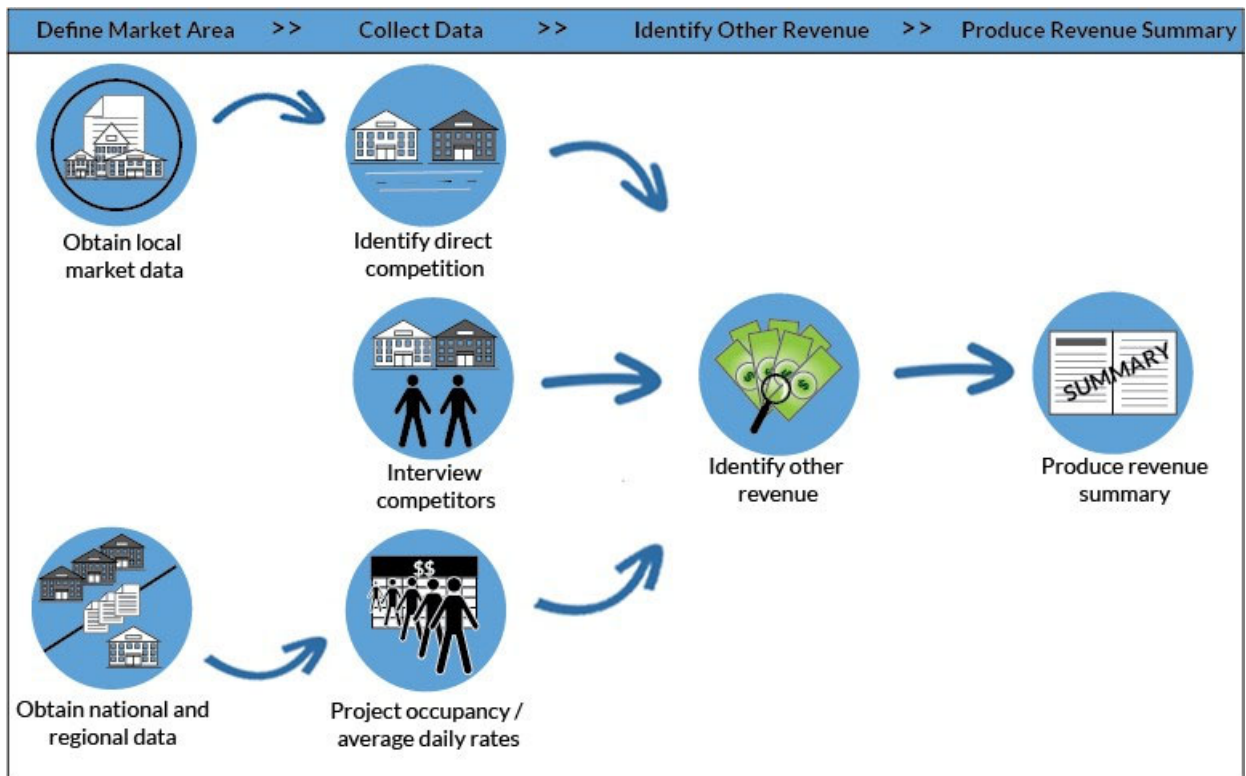 Define Market Area >> Collect Data >> Identify Other Revenue >> Produce Revenue Summary
Obtain local
market data
Identify direct
competition
Interview
competitors
$ $ $ $
Identify other
revenue
SUMMARY
Produce revenue
summary
Obtain national and
regional data
$$
Project occupancy /
average daily rates